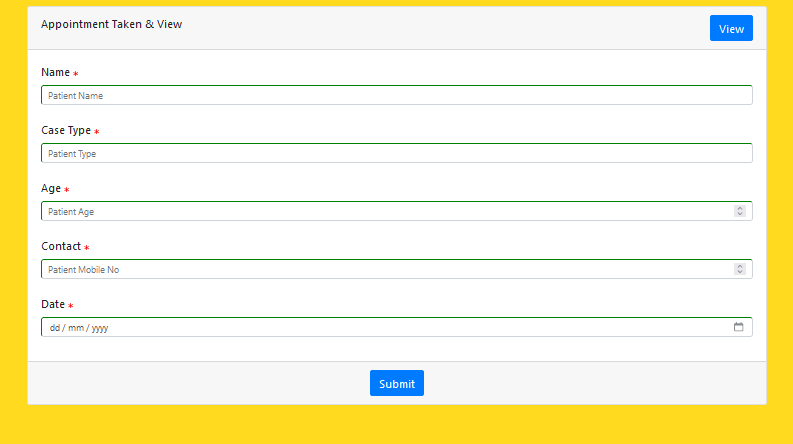 Appointment Taken & View
View
Name *
Patient Name
Case Type *
Patient Type
Age *
Patient Age
Contact *
Patient Mobile No
Date *
dd / mm / yyyy
Submit